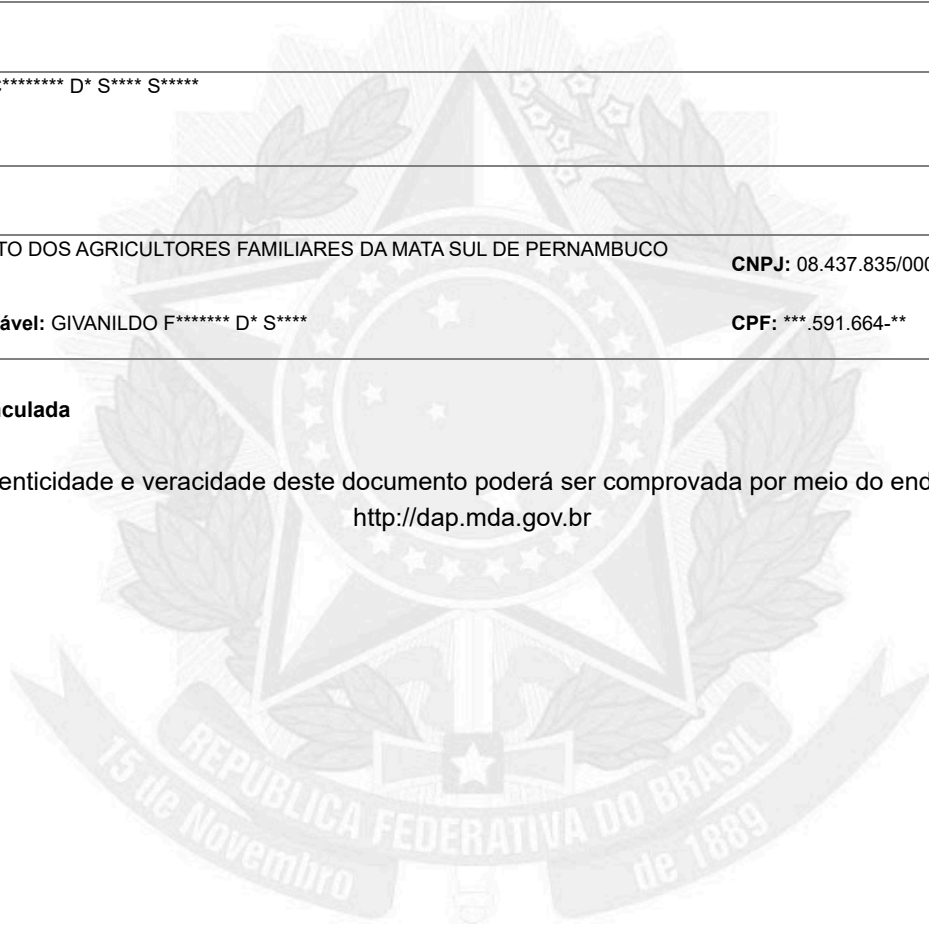 ******** D* S**** S*****
TO DOS AGRICULTORES FAMILIARES DA MATA SUL DE PERNAMBUCO
CNPJ: 08.437.835/000
ável: GIVANILDO F******* D* S****
CPF: ***.591.664-**
culada
enticidade e veracidade deste documento poderá ser comprovada por meio do end
http://dap.mda.gov.br
REPÚBLICA FEDERATIVA DO BRASIL
15 de Novembro
de 1889